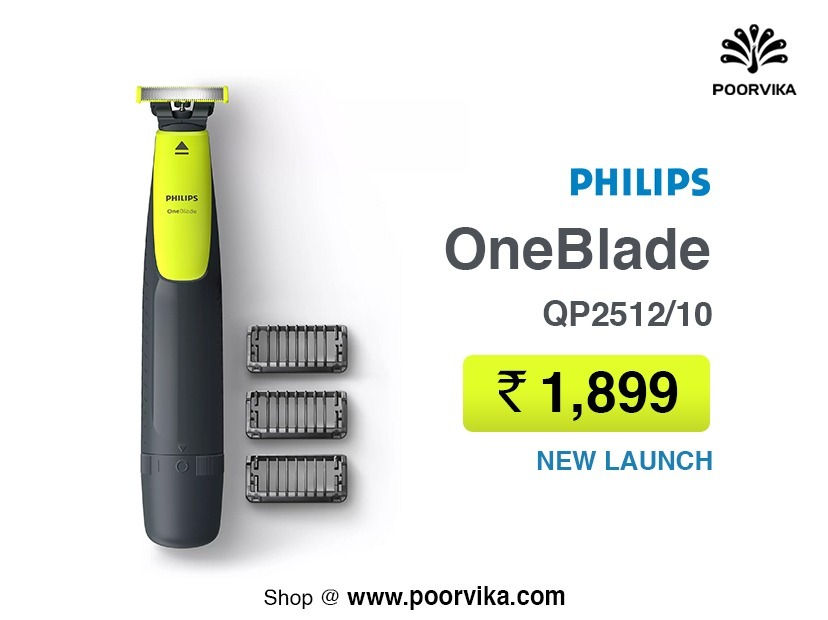 POORVIKA
PHILIPS
OneBlade
PHILIPS
OneBlade
QP2512/10
₹ 1,899
NEW LAUNCH
Shop @ www.poorvika.com